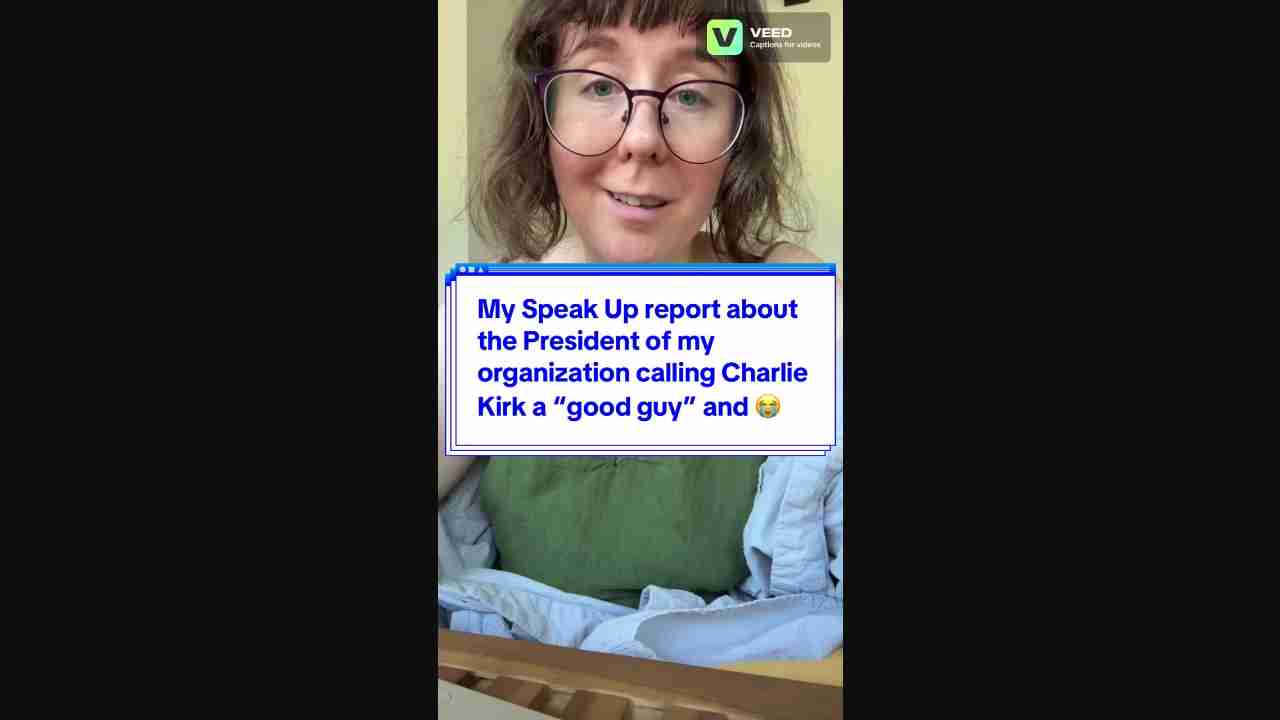 VEED
Captions for videos
My Speak Up report about
the President of my
organization calling Charlie
Kirk a “good guy” and 😭